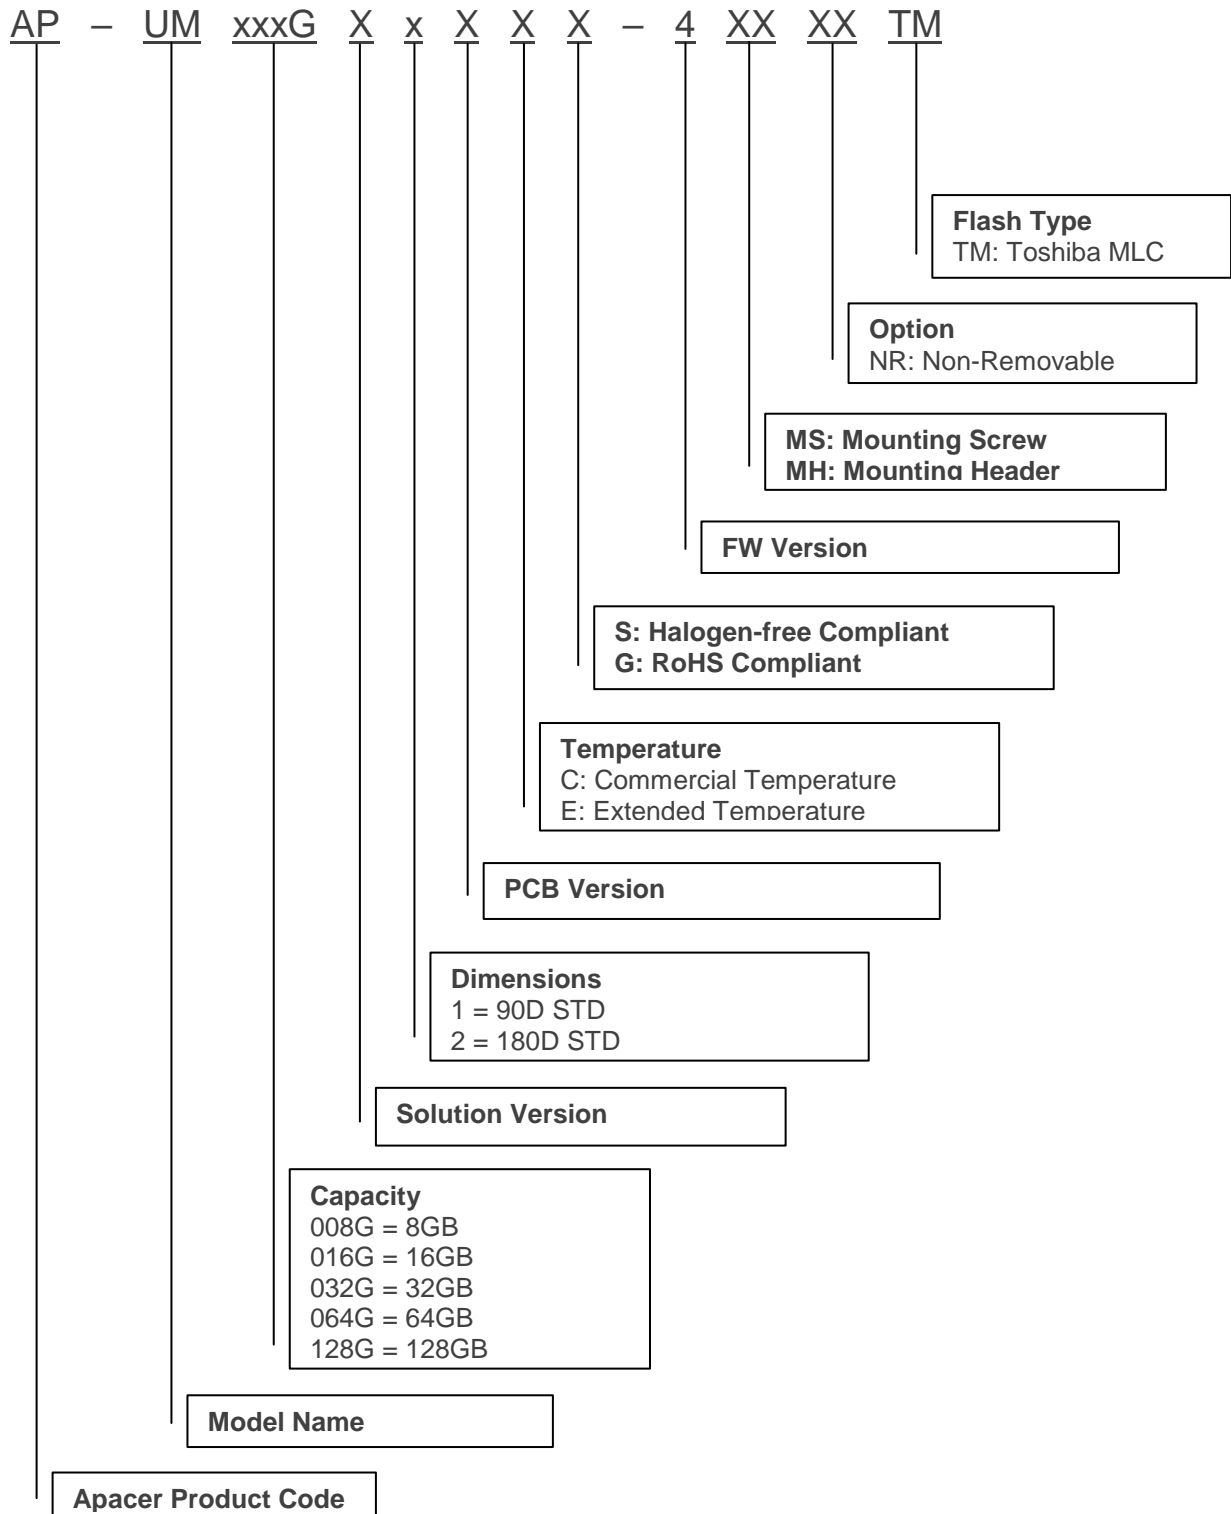 AP – UM xxxG X x X X X – 4 XX XX TM
Flash Type
TM: Toshiba MLC
Option
NR: Non-Removable
MS: Mounting Screw
MH: Mounting Header
FW Version
S: Halogen-free Compliant
G: RoHS Compliant
Temperature
C: Commercial Temperature
E: Extended Temperature
PCB Version
Dimensions
1 = 90D STD
2 = 180D STD
Solution Version
Capacity
008G = 8GB
016G = 16GB
032G = 32GB
064G = 64GB
128G = 128GB
Model Name
Apacer Product Code